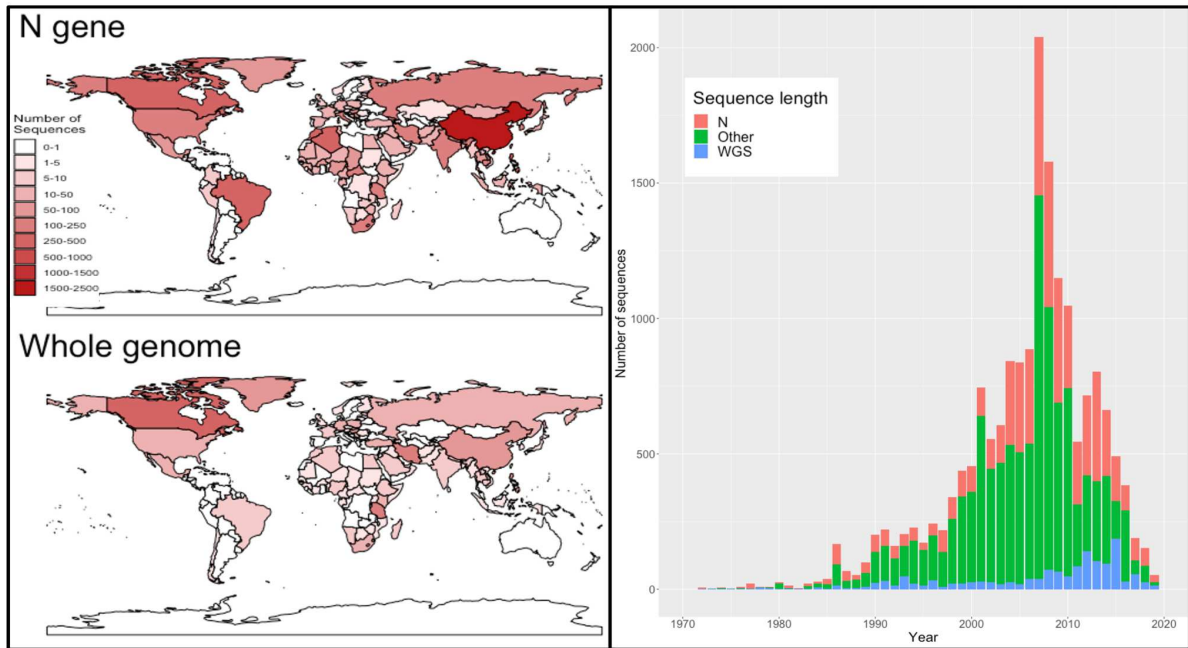 N gene
Number of
Sequences
0-1
1-5
5-10
10-50
50-100
100-250
250-500
500-1000
1000-1500
1500-2500
Whole genome
2000
1500
1000
500
0
Number of sequences
Sequence length
N
Other
WGS
1970
1980
1990
2000
2010
2020
Year